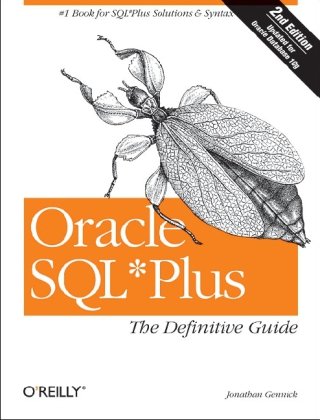 #1 Book for SQL*Plus Solutions & Syntax
2nd Edition
Updated for
Oracle Database 10g
Oracle
SQL*Plus
The Definitive Guide
O'REILLY®
Jonathan Gennick